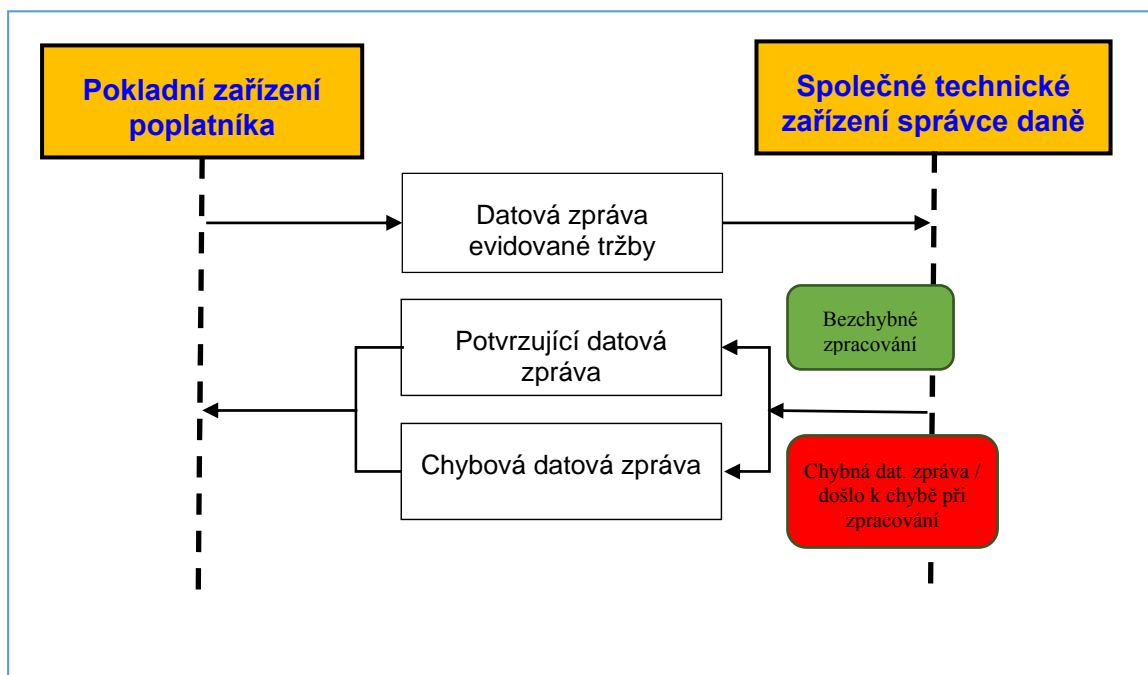 Pokladní zařízení
poplatníka
Společné technické
zařízení správce daně
Datová zpráva
evidované tržby
Bezchybné
zpracování
Potvrzující datová
zpráva
Chybová datová zpráva
Chybná dat. zpráva /
došlo k chybě při
zpracování